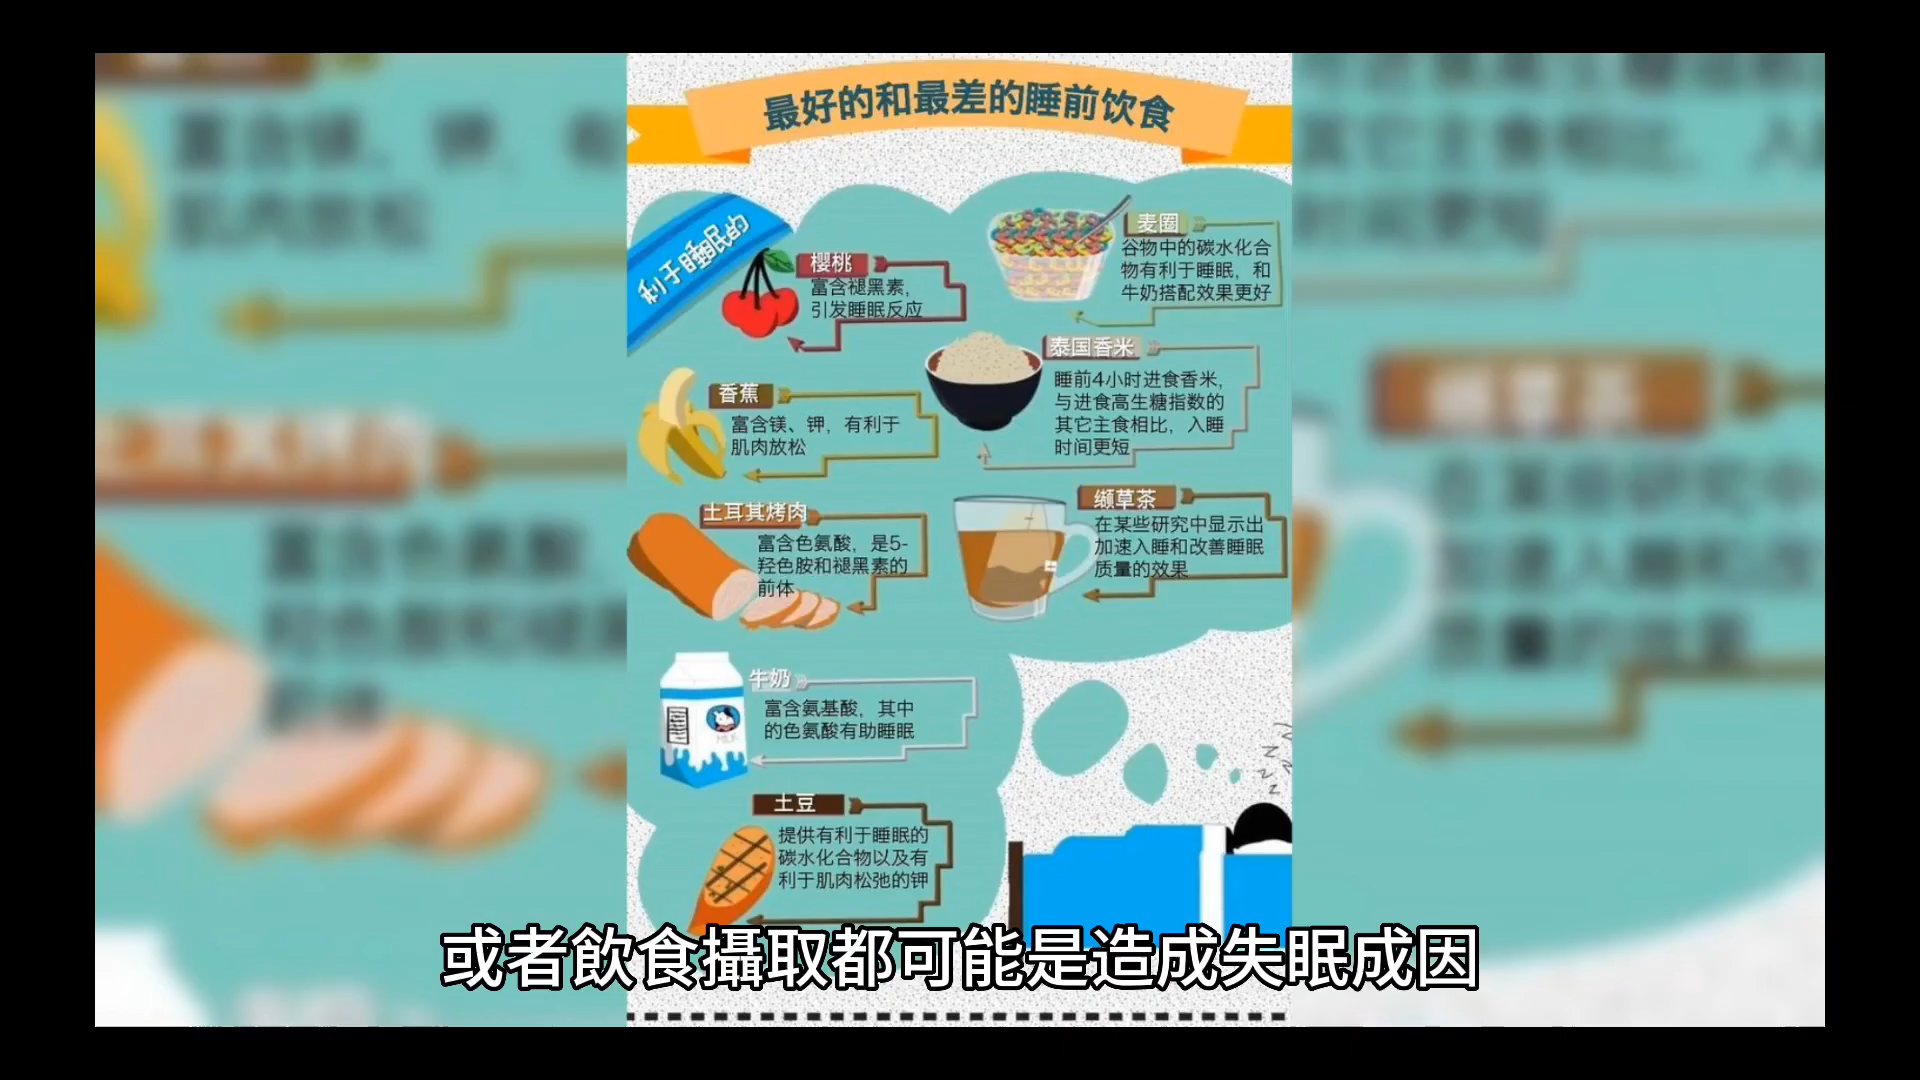 最好的和最差的睡前饮食
利于睡眠的
樱桃
富含褪黑素，
引发睡眠反应
麦圈
谷物中的碳水化合
物有利于睡眠，和
牛奶搭配效果更好
香蕉
富含镁、钾，有利于
肌肉放松
泰国香米
睡前4小时进食香米，
与进食高生糖指数的
其它主食相比，入睡
时间更短
土耳其烤肉
富含色氨酸，是5-
羟色胺和褪黑素的
前体
缬草茶
在某些研究中显示出
加速入睡和改善睡眠
质量的效果
牛奶
富含氨基酸，其中
的色氨酸有助睡眠
MILK
土豆
提供有利于睡眠的
碳水化合物以及有
利于肌肉松弛的钾
z z z z z
或者飲食攝取都可能是造成失眠成因